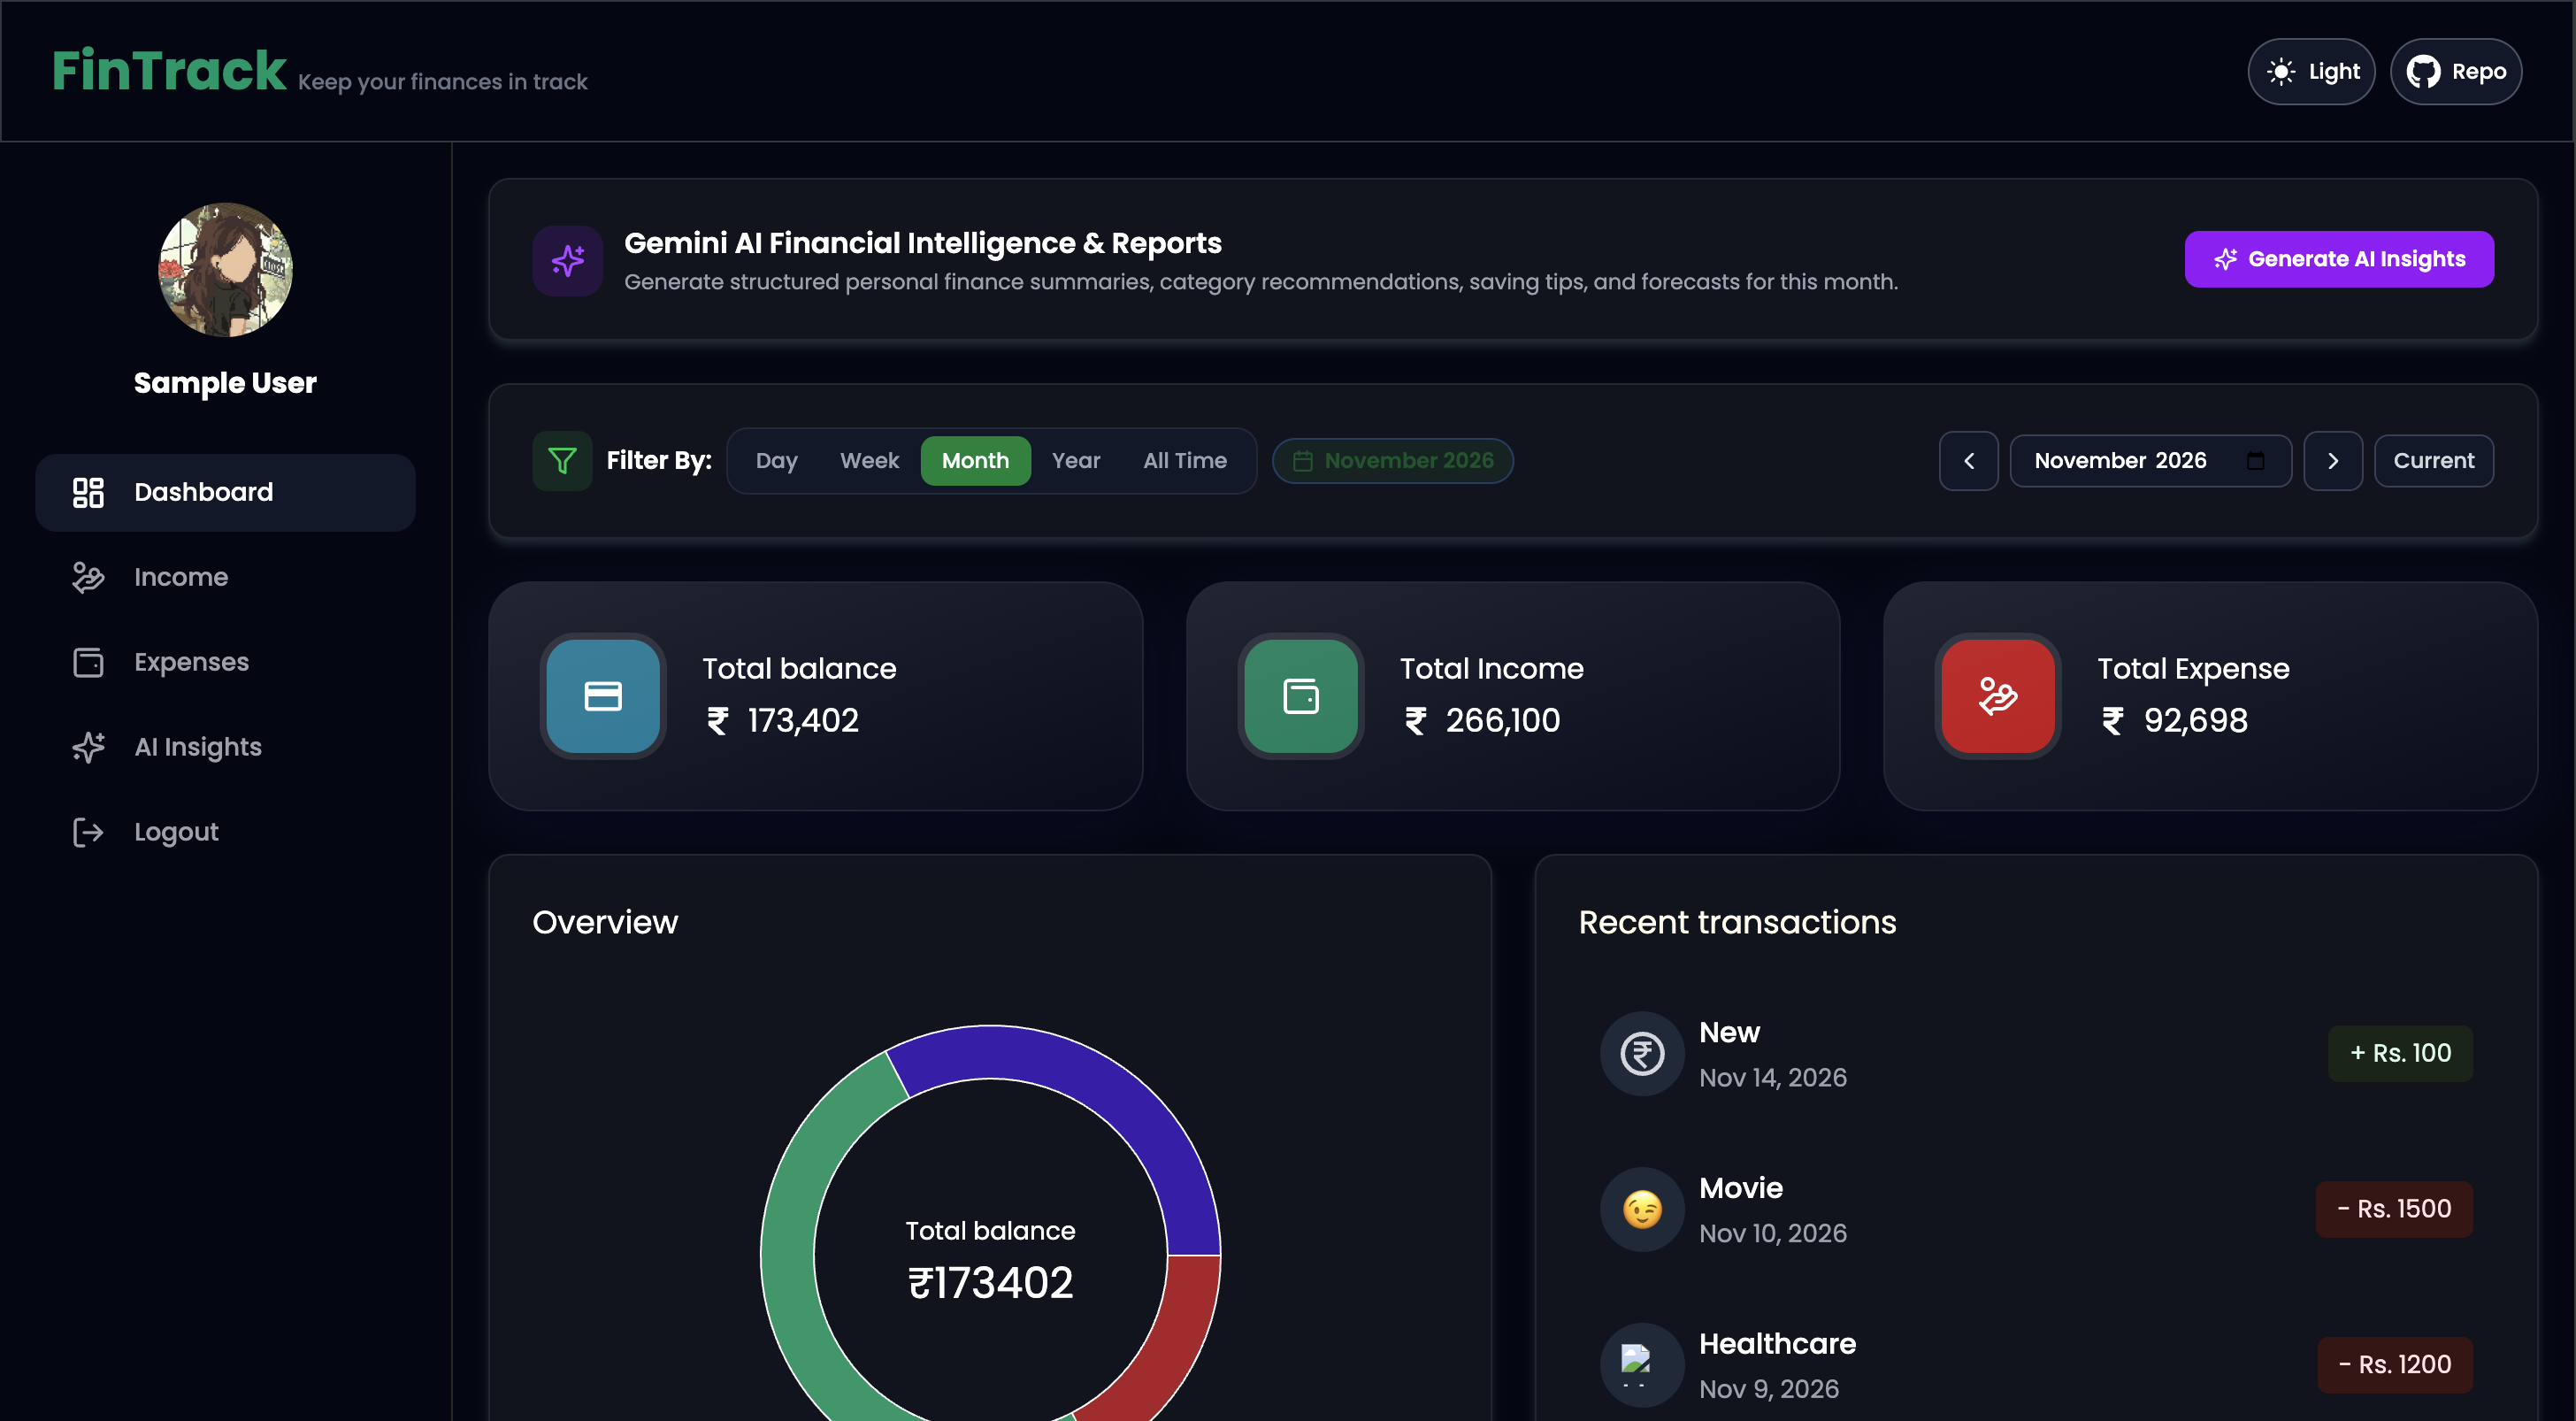 FinTrack Keep your finances in track
Light
Repo
Sample User
Dashboard
Income
Expenses
AI Insights
Logout
Gemini AI Financial Intelligence & Reports
Generate structured personal finance summaries, category recommendations, saving tips, and forecasts for this month.
Generate AI Insights
Filter By:
Day
Week
Month
Year
All Time
November 2026
November 2026
Current
Total balance
₹ 173,402
Total Income
₹ 266,100
Total Expense
₹ 92,698
Overview
Total balance
₹173402
Recent transactions
New
Nov 14, 2026
+ Rs. 100
Movie
Nov 10, 2026
- Rs. 1500
Healthcare
Nov 9, 2026
- Rs. 1200